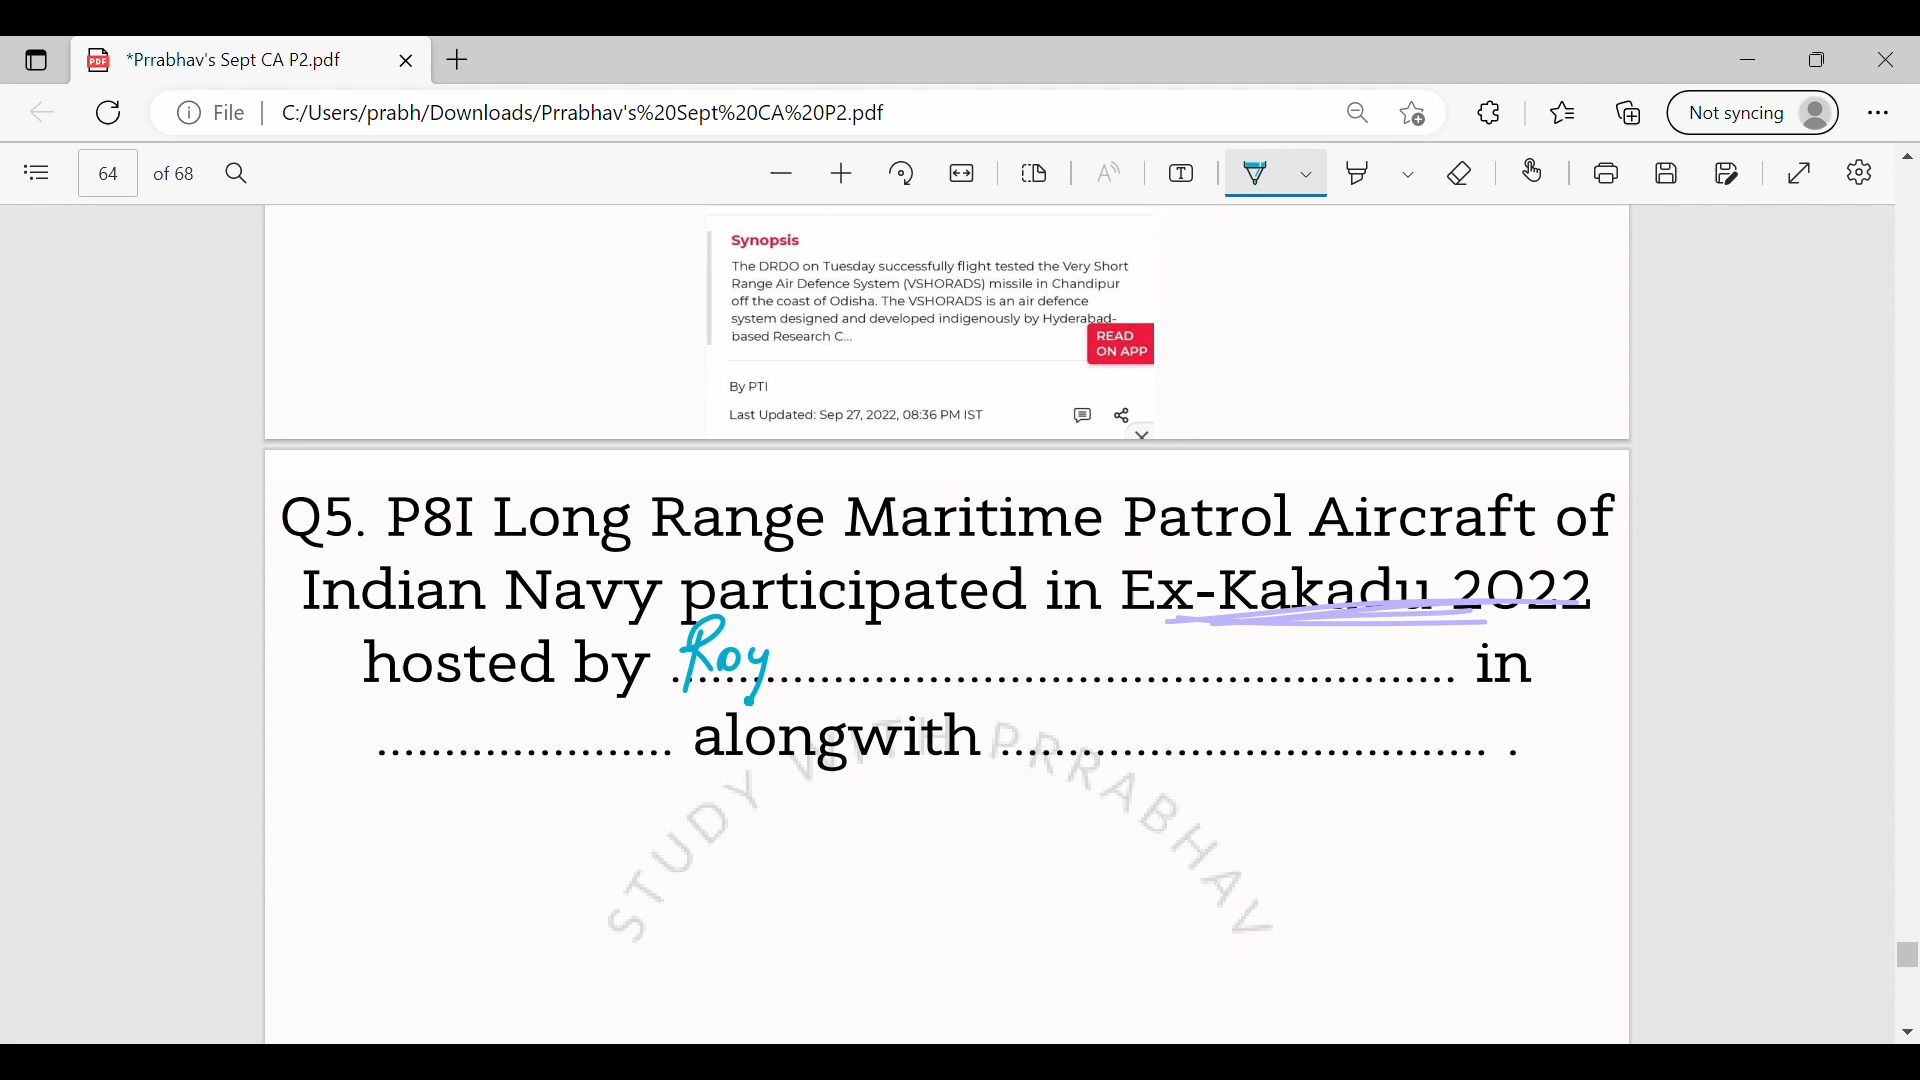 *Prrabhav's Sept CA P2.pdf
File
C:/Users/prabh/Downloads/Prrabhav's%20Sept%20CA%20P2.pdf
Not syncing
64 of 68
Synopsis
The DRDO on Tuesday successfully flight tested the Very Short
Range Air Defence System (VSHORADS) missile in Chandipur
off the coast of Odisha. The VSHORADS is an air defence
system designed and developed indigenously by Hyderabad-
based Research C...
READ
ON APP
By PTI
Last Updated: Sep 27, 2022, 08:36 PM IST
Q5. P8I Long Range Maritime Patrol Aircraft of
Indian Navy participated in Ex-Kakadu 2022
hosted by Roy .......................................................... in
...................... alongwith .................................... .
STUDY WITH PRRABHAV